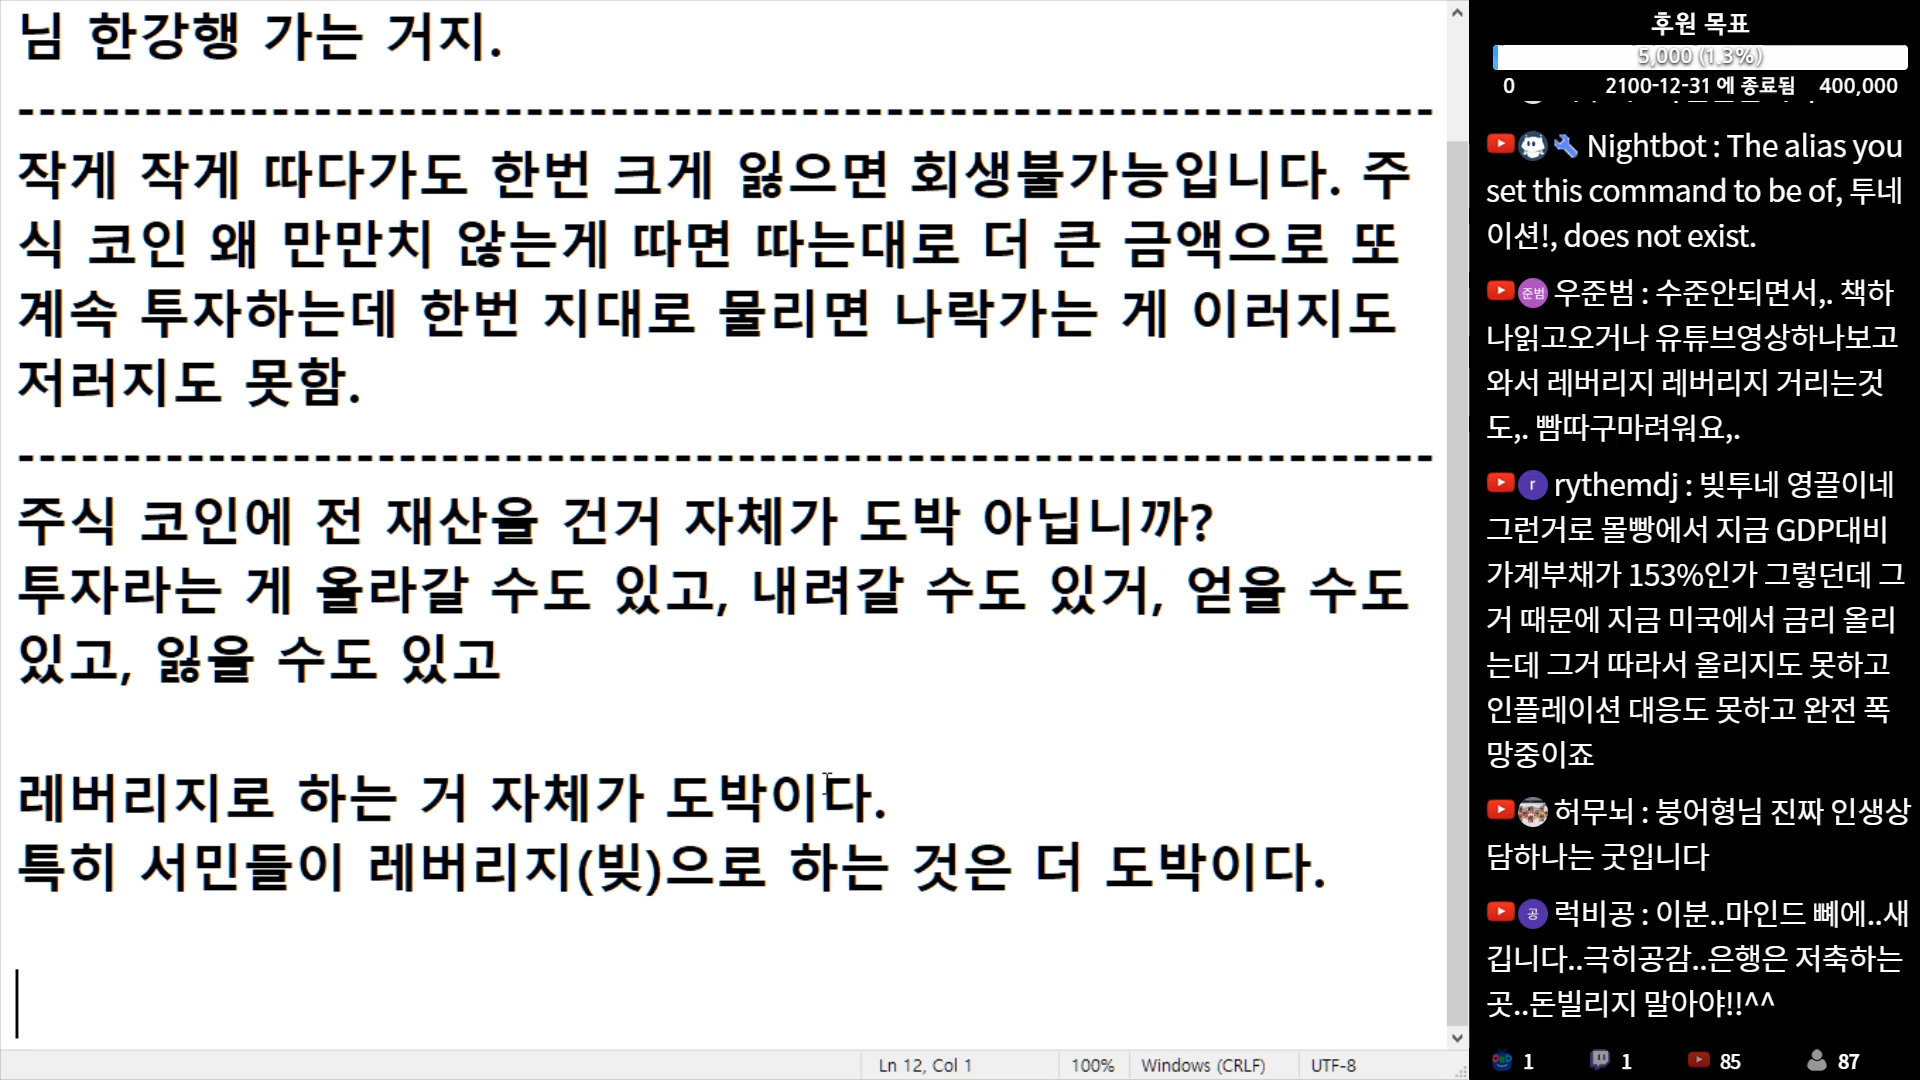 님 한강행 가는 거지.
--------------------------------------------------------------------
작게 작게 따다가도 한번 크게 잃으면 회생불가능입니다. 주
식 코인 왜 만만치 않는게 따면 따는대로 더 큰 금액으로 또
계속 투자하는데 한번 지대로 물리면 나락가는 게 이러지도
저러지도 못함.
--------------------------------------------------------------------
주식 코인에 전 재산을 건거 자체가 도박 아닙니까?
투자라는 게 올라갈 수도 있고, 내려갈 수도 있거, 얻을 수도
있고, 잃을 수도 있고
레버리지로 하는 거 자체가 도박이다.
특히 서민들이 레버리지(빚)으로 하는 것은 더 도박이다.
Ln 12, Col 1
100%
Windows (CRLF)
UTF-8
후원 목표
5,000 (1.3%)
0 2100-12-31 에 종료됨 400,000
Nightbot : The alias you
set this command to be of, 투네
이션!, does not exist.
준범 우준범 : 수준안되면서,. 책하
나읽고오거나 유튜브영상하나보고
와서 레버리지 레버리지 거리는것
도,. 빰따구마려워요,.
r rythemdj : 빚투네 영끌이네
그런거로 몰빵에서 지금 GDP대비
가계부채가 153%인가 그렇던데 그
거 때문에 지금 미국에서 금리 올리
는데 그거 따라서 올리지도 못하고
인플레이션 대응도 못하고 완전 폭
망중이죠
허무뇌 : 붕어형님 진짜 인생상
담하나는 굿입니다
공 럭비공 : 이분..마인드 뼈에..새
깁니다..극히공감..은행은 저축하는
곳..돈빌리지 말아야!!^^
1 1 85 87